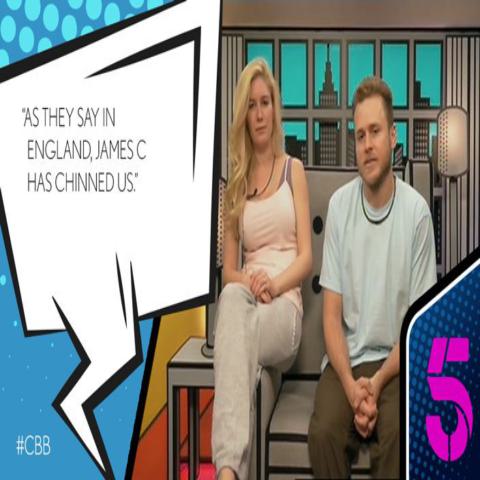 "AS THEY SAY IN
ENGLAND, JAMES C
HAS CHINNED US."
#CBB
5